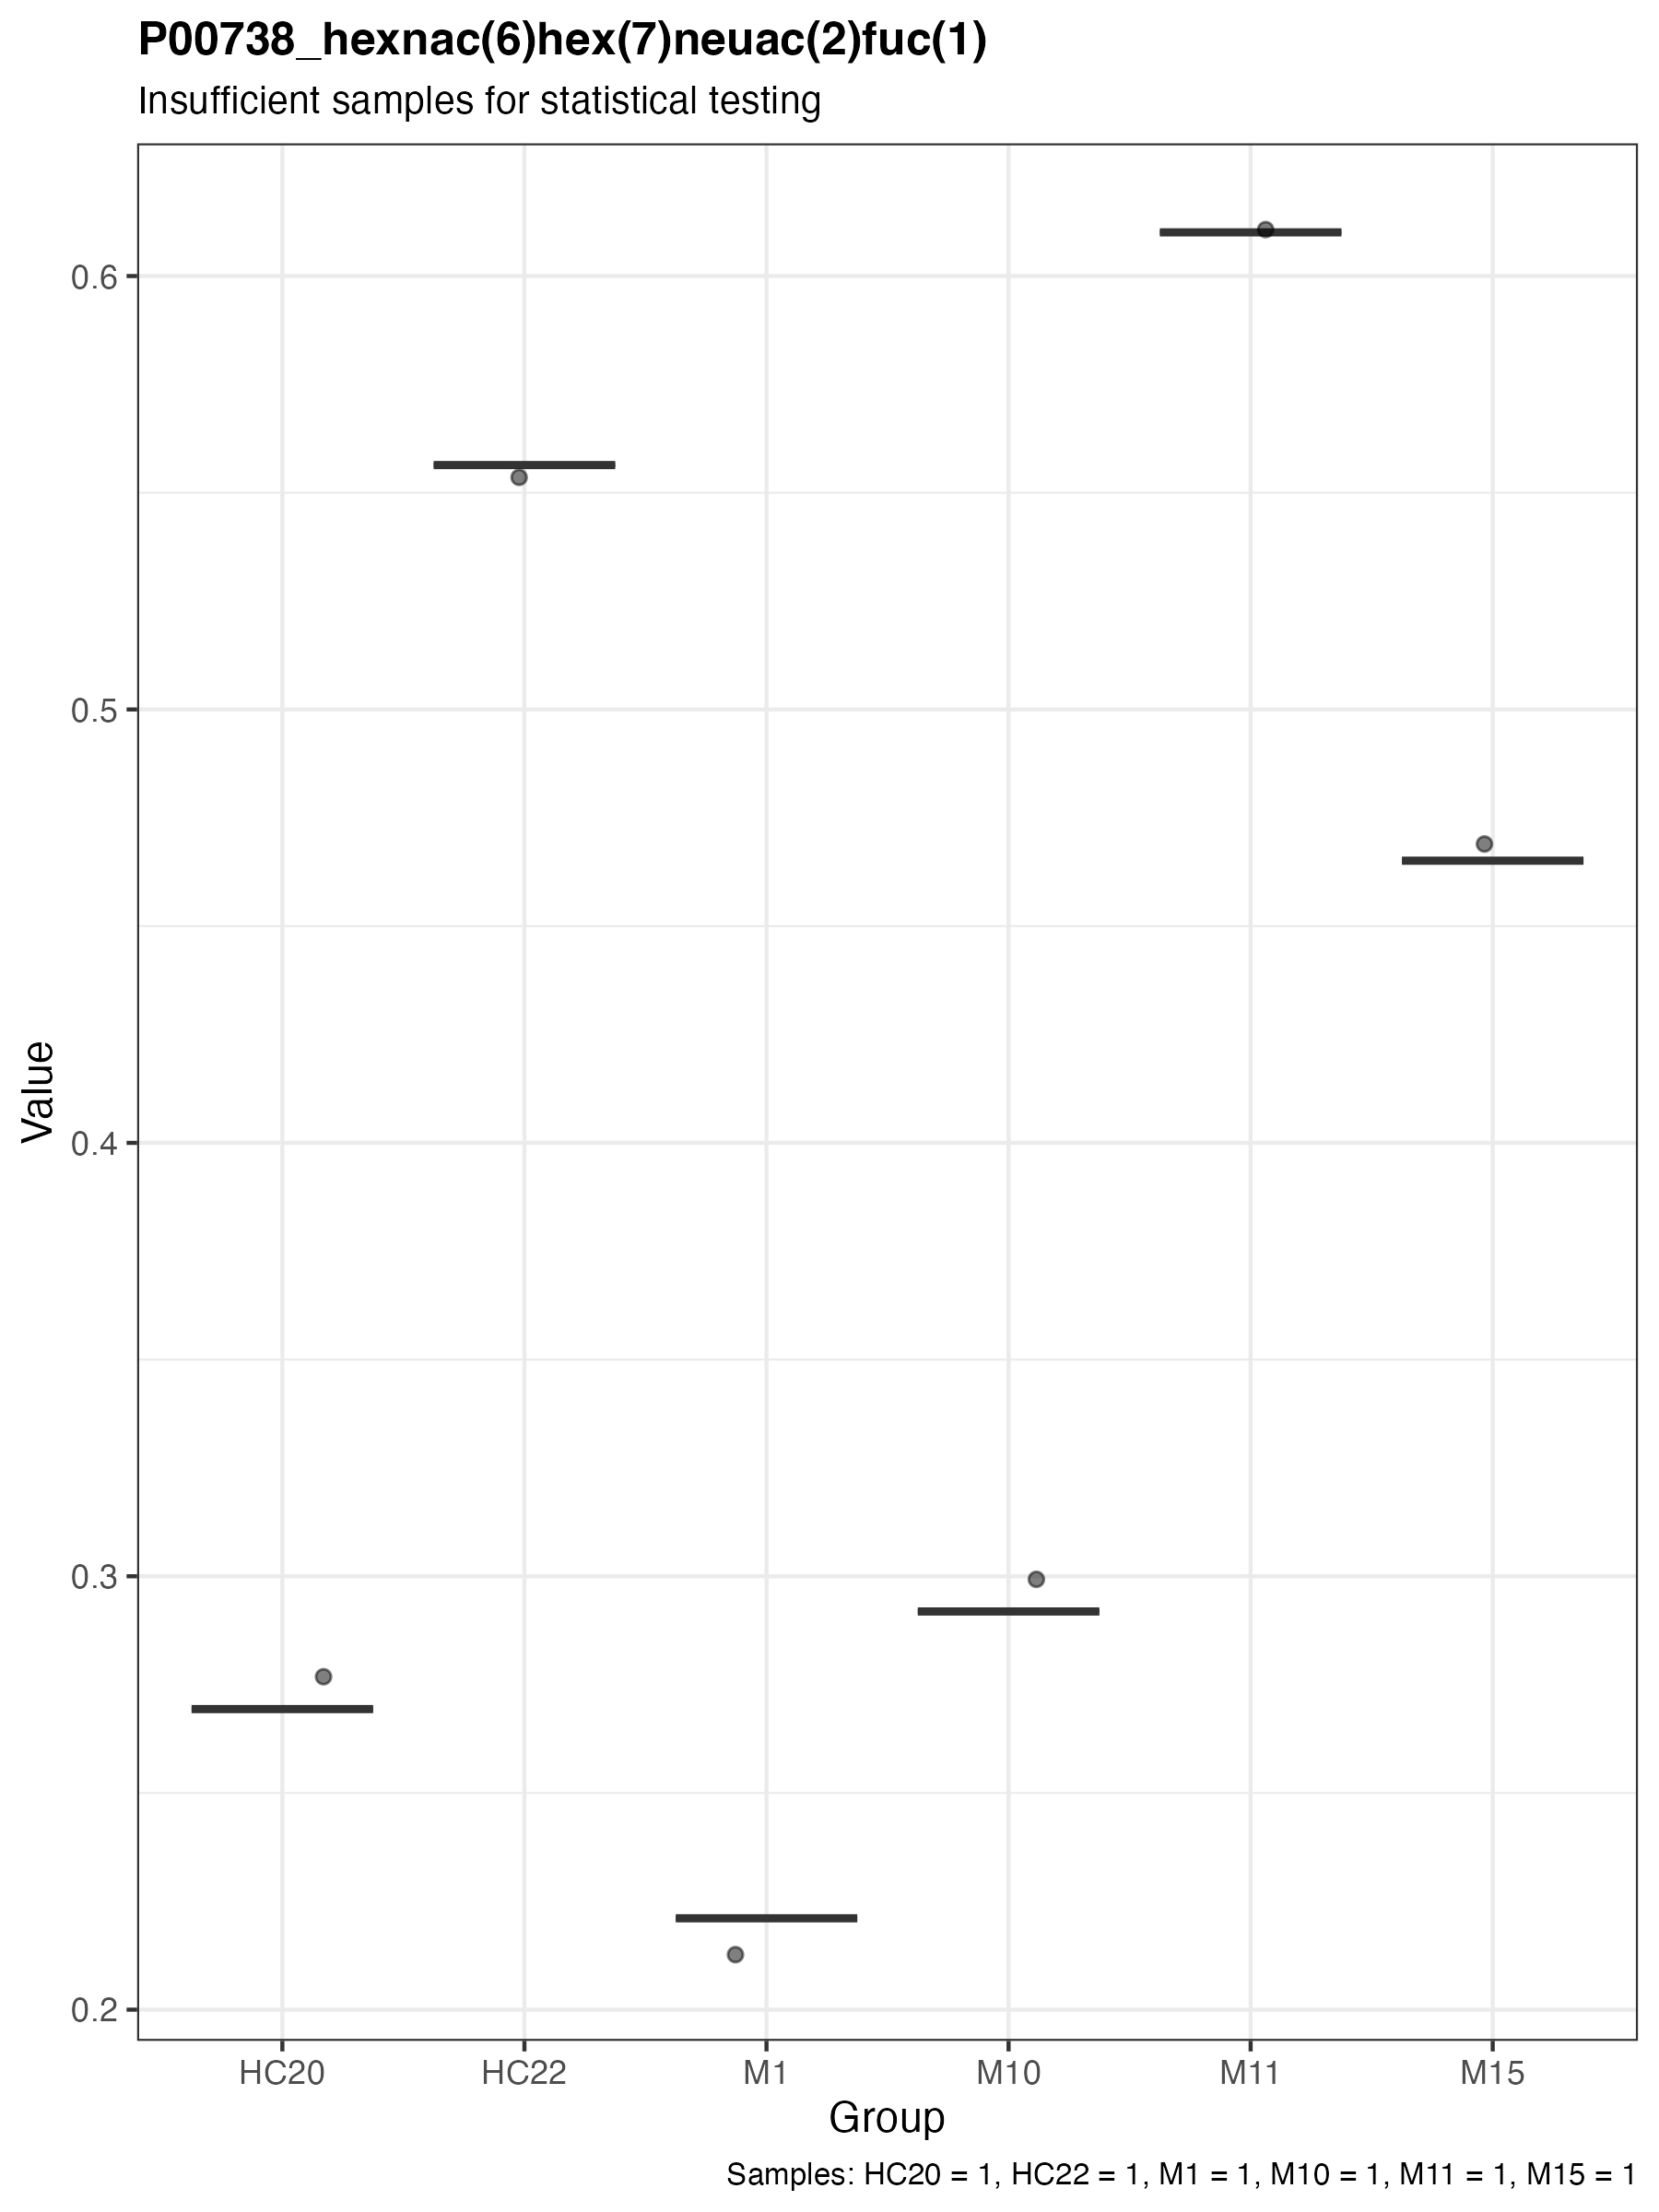 P00738_hexnac(6)hex(7)neuac(2)fuc(1)
Insufficient samples for statistical testing
0.6
0.5
0.4
0.3
0.2
Value
HC20 HC22 M1 M10 M11 M15
Group
Samples: HC20 = 1, HC22 = 1, M1 = 1, M10 = 1, M11 = 1, M15 = 1